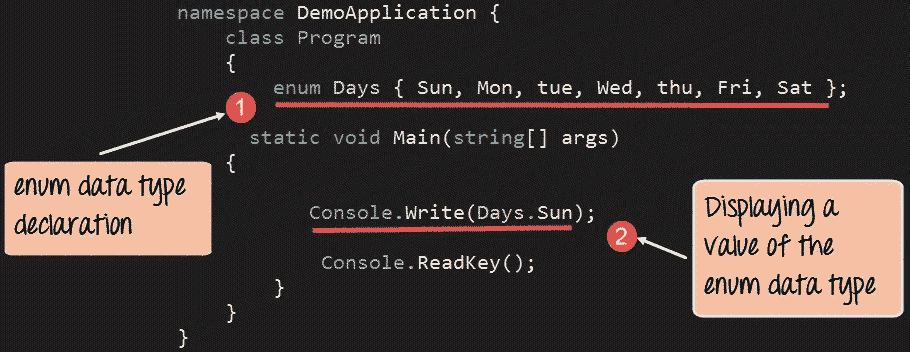 namespace DemoApplication {
class Program
{
enum Days { Sun, Mon, tue, Wed, thu, Fri, Sat };
1
static void Main(string[] args)
{
enum data type
declaration
Console.Write(Days.Sun);
2
Displaying a
value of the
enum data type
Console.ReadKey();
}
}
}